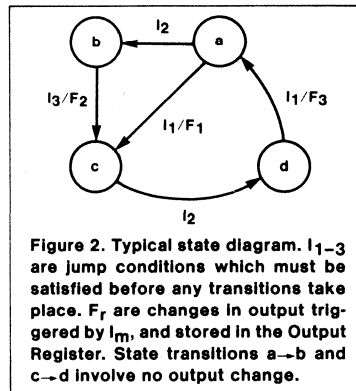 I2
b
a
I3/F2
I1/F1
I1/F3
c
d
I2
Figure 2. Typical state diagram. I1–3
are jump conditions which must be
satisfied before any transitions take
place. Fr are changes in output trig-
gered by Im, and stored in the Output
Register. State transitions a→b and
c→d involve no output change.